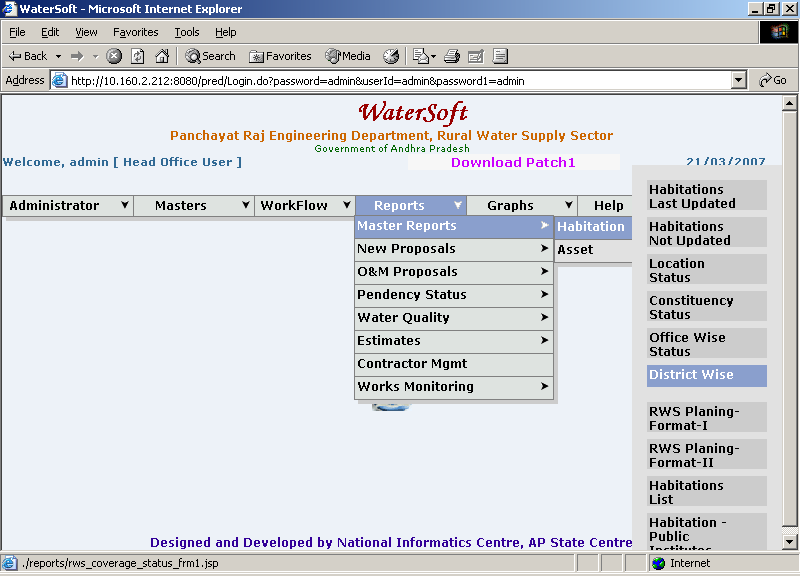 WaterSoft - Microsoft Internet Explorer
File Edit View Favorites Tools Help
Back Search Favorites Media
Address http://10.160.2.212:8080/pred/Login.do?password=admin&userId=admin&password1=admin Go
WaterSoft
Panchayat Raj Engineering Department, Rural Water Supply Sector
Government of Andhra Pradesh
Welcome, admin [ Head Office User ] Download Patch1 21/03/2007
Administrator Masters WorkFlow Reports Graphs Help
Master Reports
New Proposals
O&M Proposals
Pendency Status
Water Quality
Estimates
Contractor Mgmt
Works Monitoring
Habitation
Asset
Habitations
Last Updated
Habitations
Not Updated
Location
Status
Constituency
Status
Office Wise
Status
District Wise
RWS Planing-
Format-I
RWS Planing-
Format-II
Habitations
List
Habitation -
Public
Institutes
Designed and Developed by National Informatics Centre, AP State Centre
./reports/rws_coverage_status_frm1.jsp Internet